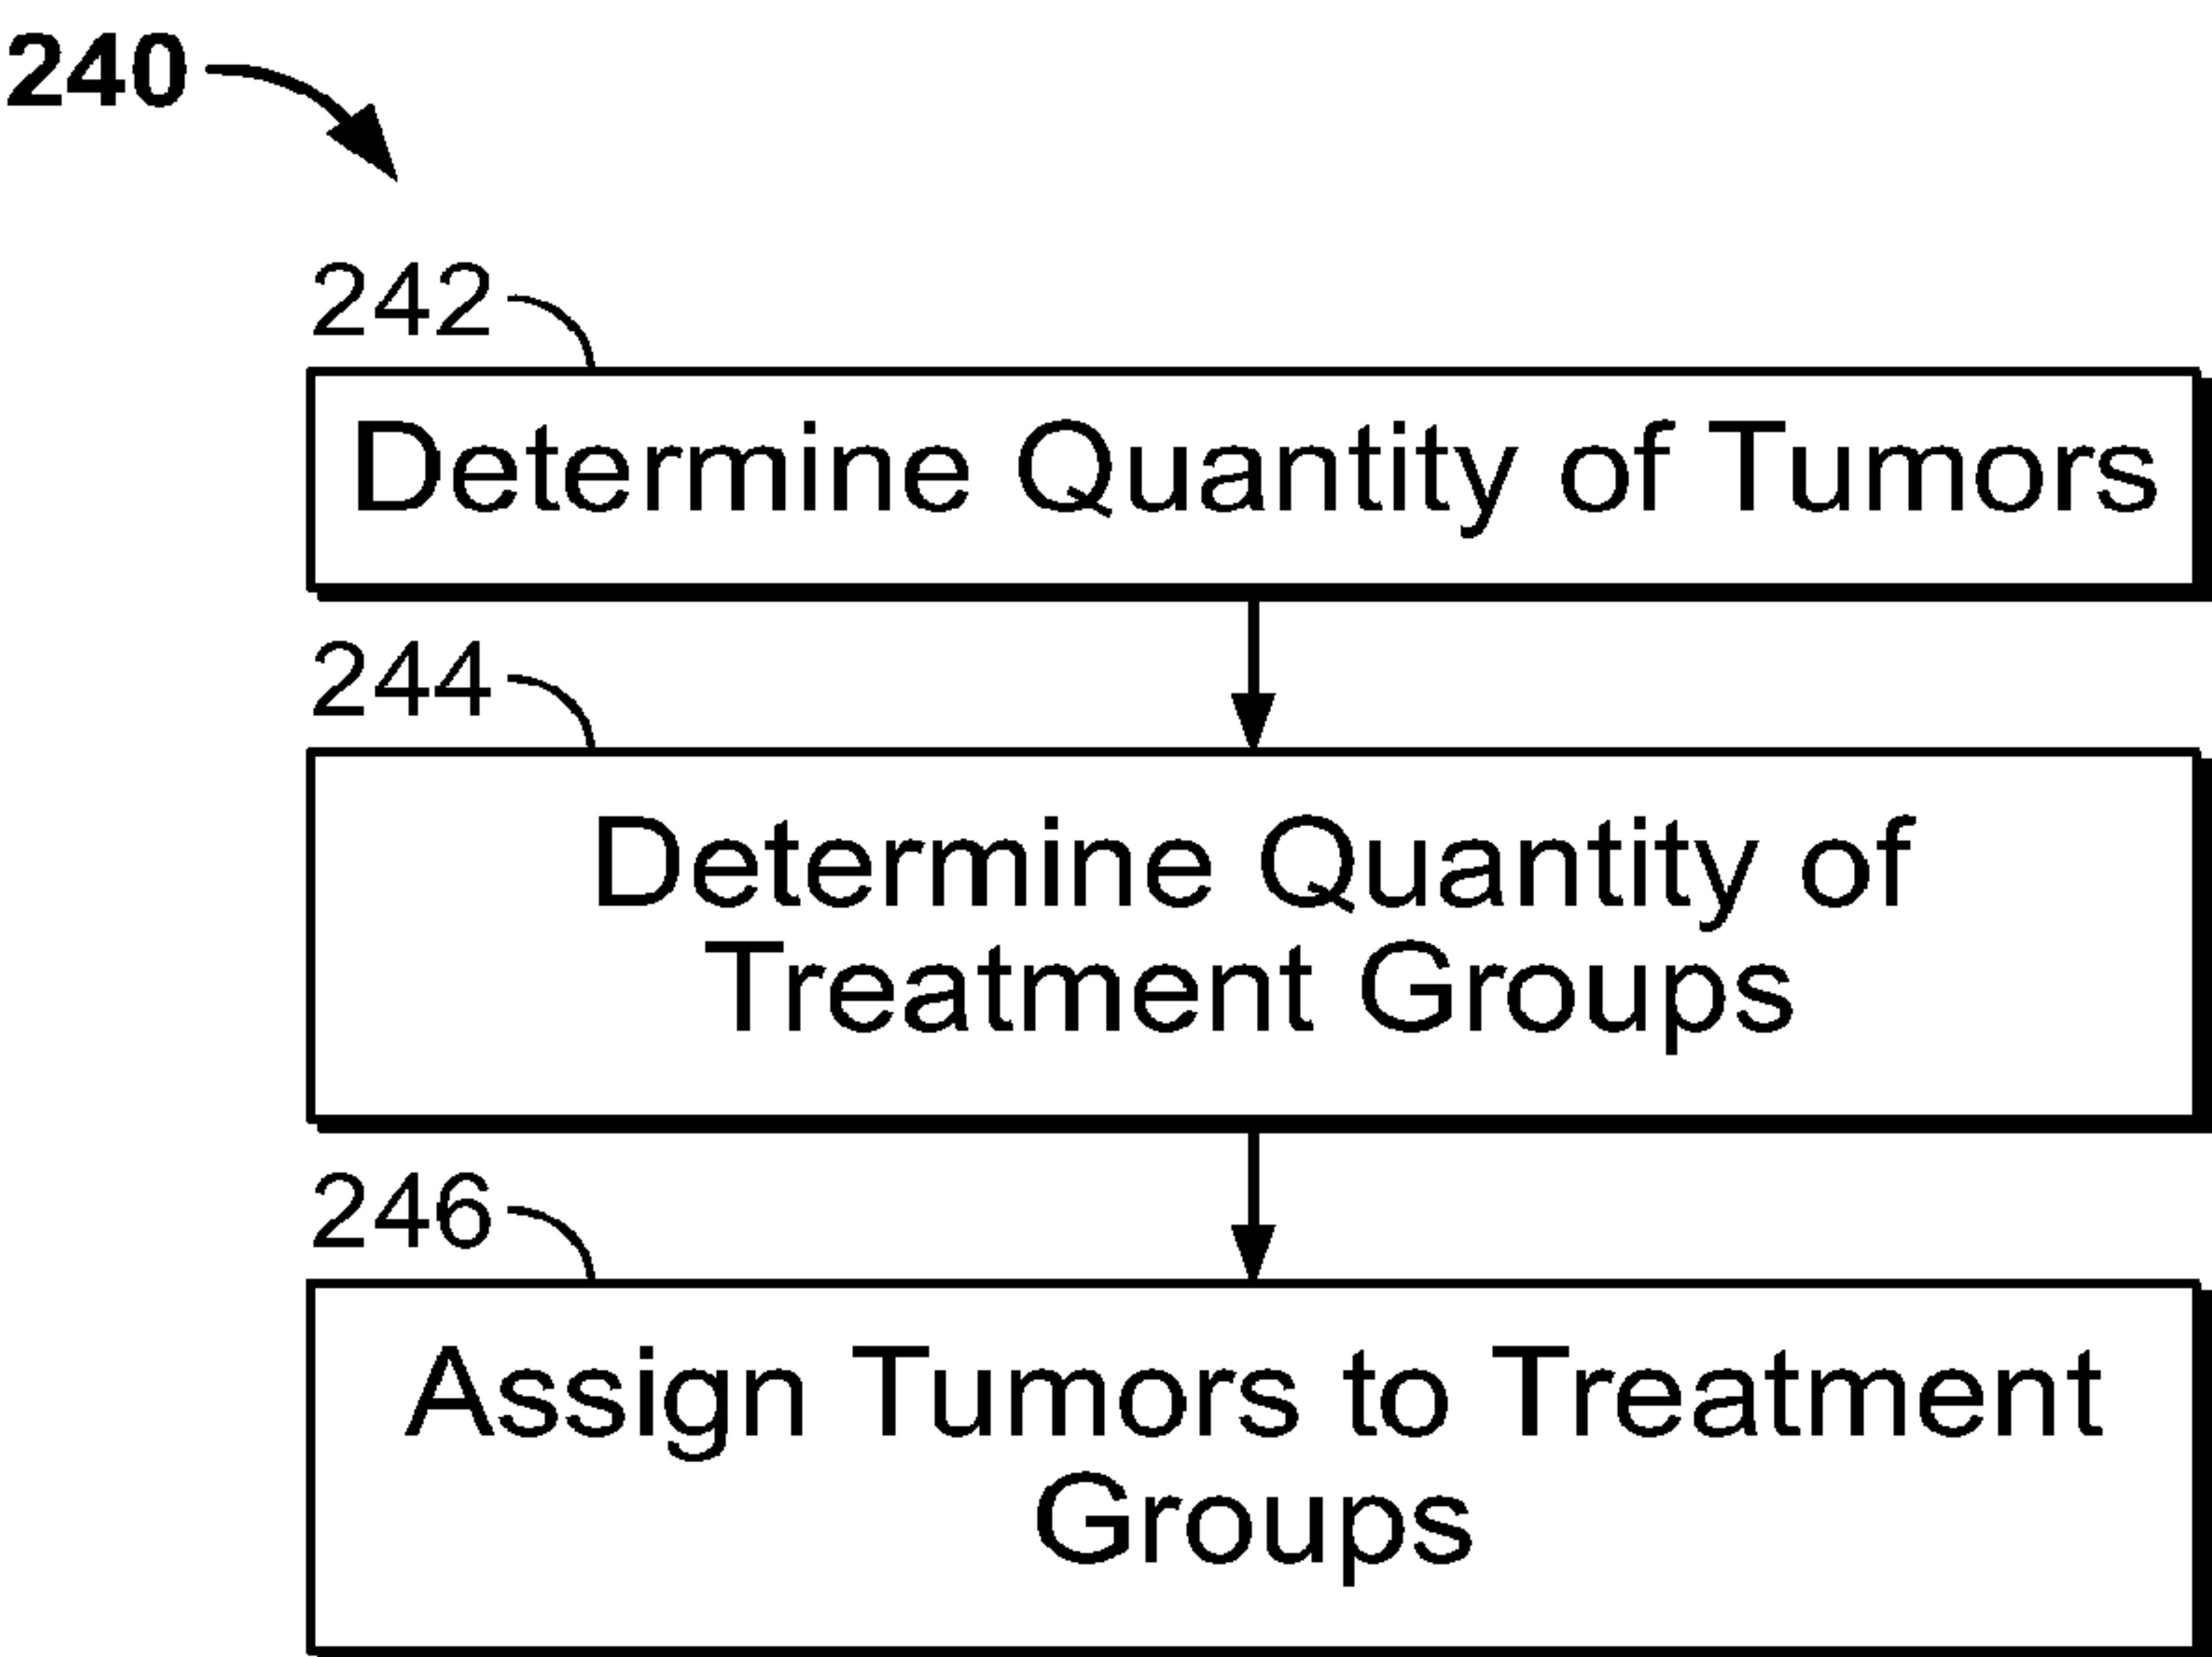 240
242
Determine Quantity of Tumors
244
Determine Quantity of
Treatment Groups
246
Assign Tumors to Treatment
Groups